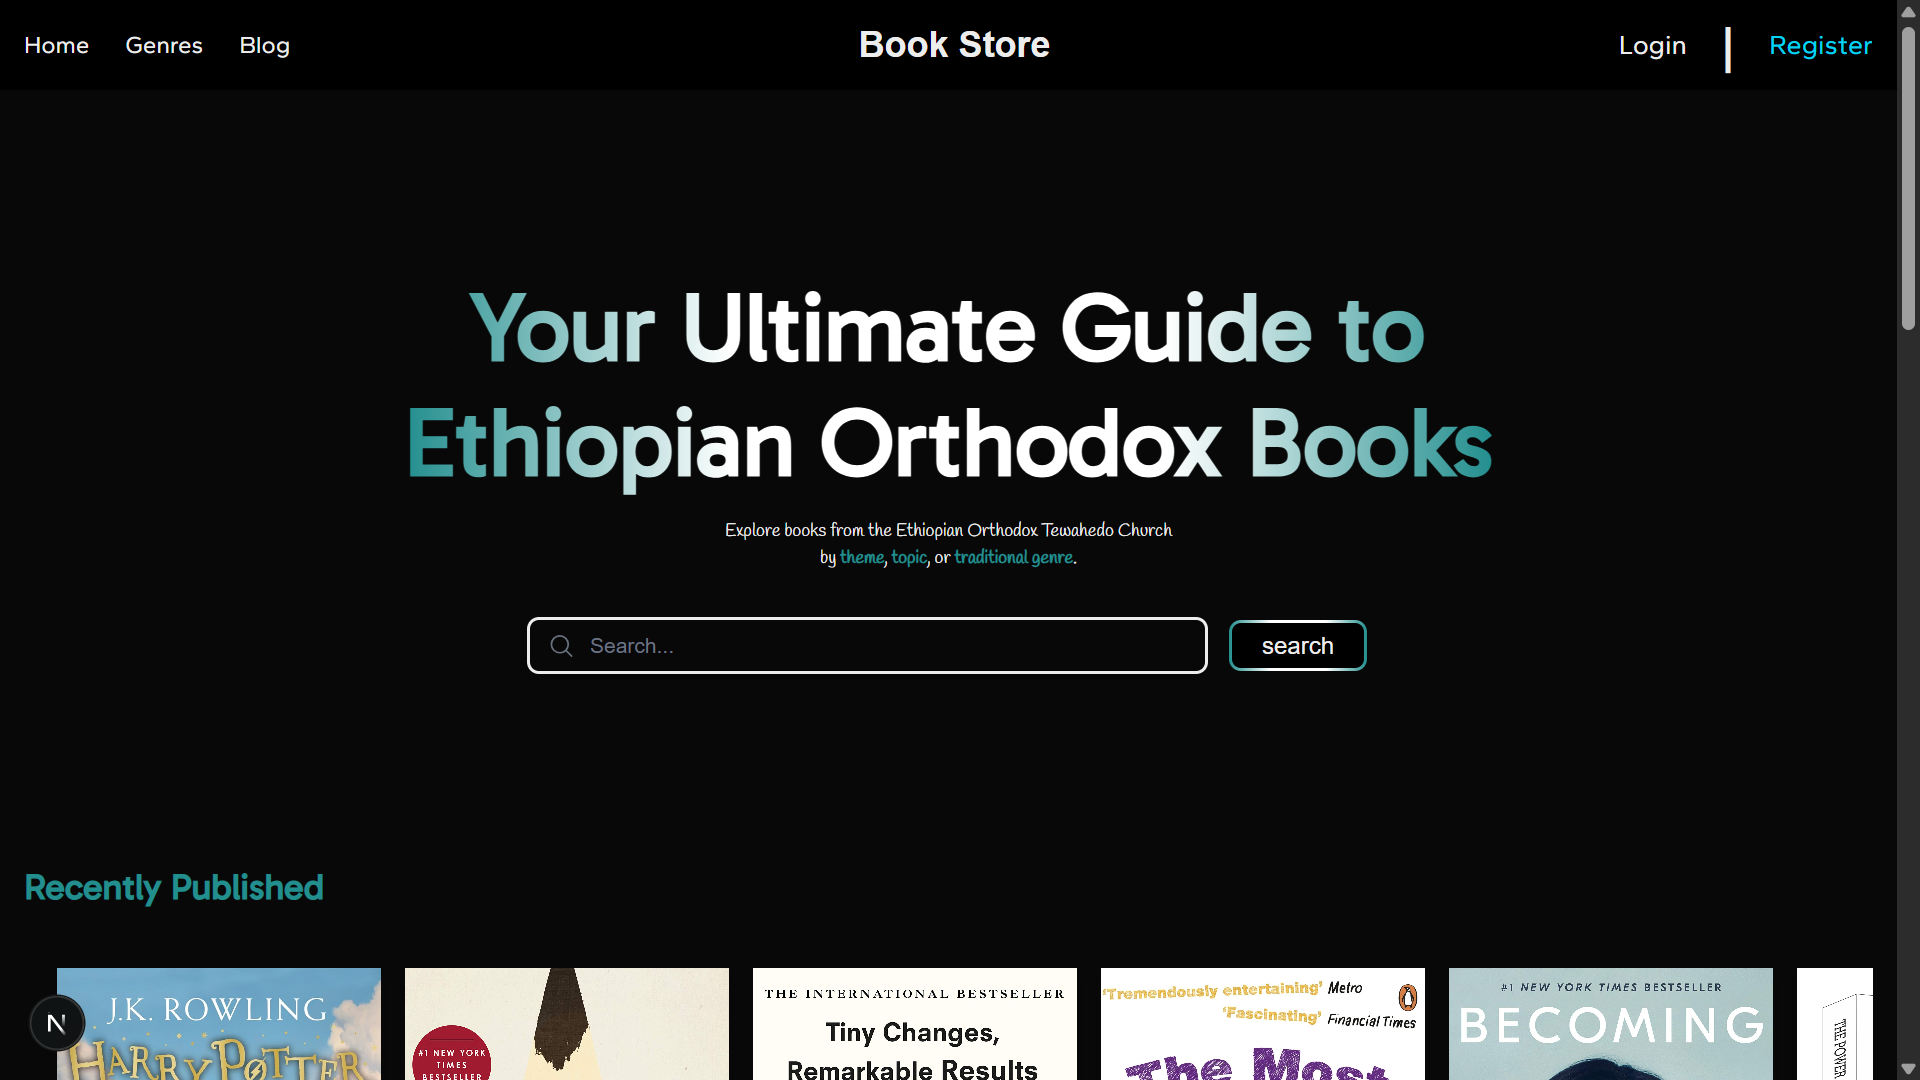 Home
Genres
Blog
Book Store
Login
Register
Your Ultimate Guide to
Ethiopian Orthodox Books
Explore books from the Ethiopian Orthodox Tewahedo Church
by theme, topic, or traditional genre.
Search...
search
Recently Published
J.K. ROWLING
HARRY POTTER
#1 NEW YORK
TIMES
BESTSELLER
THE INTERNATIONAL BESTSELLER
Tiny Changes,
Remarkable Results
'Tremendously entertaining' Metro
'Fascinating' Financial Times
The Most
#1 NEW YORK TIMES BESTSELLER
BECOMING
THE POWER
N